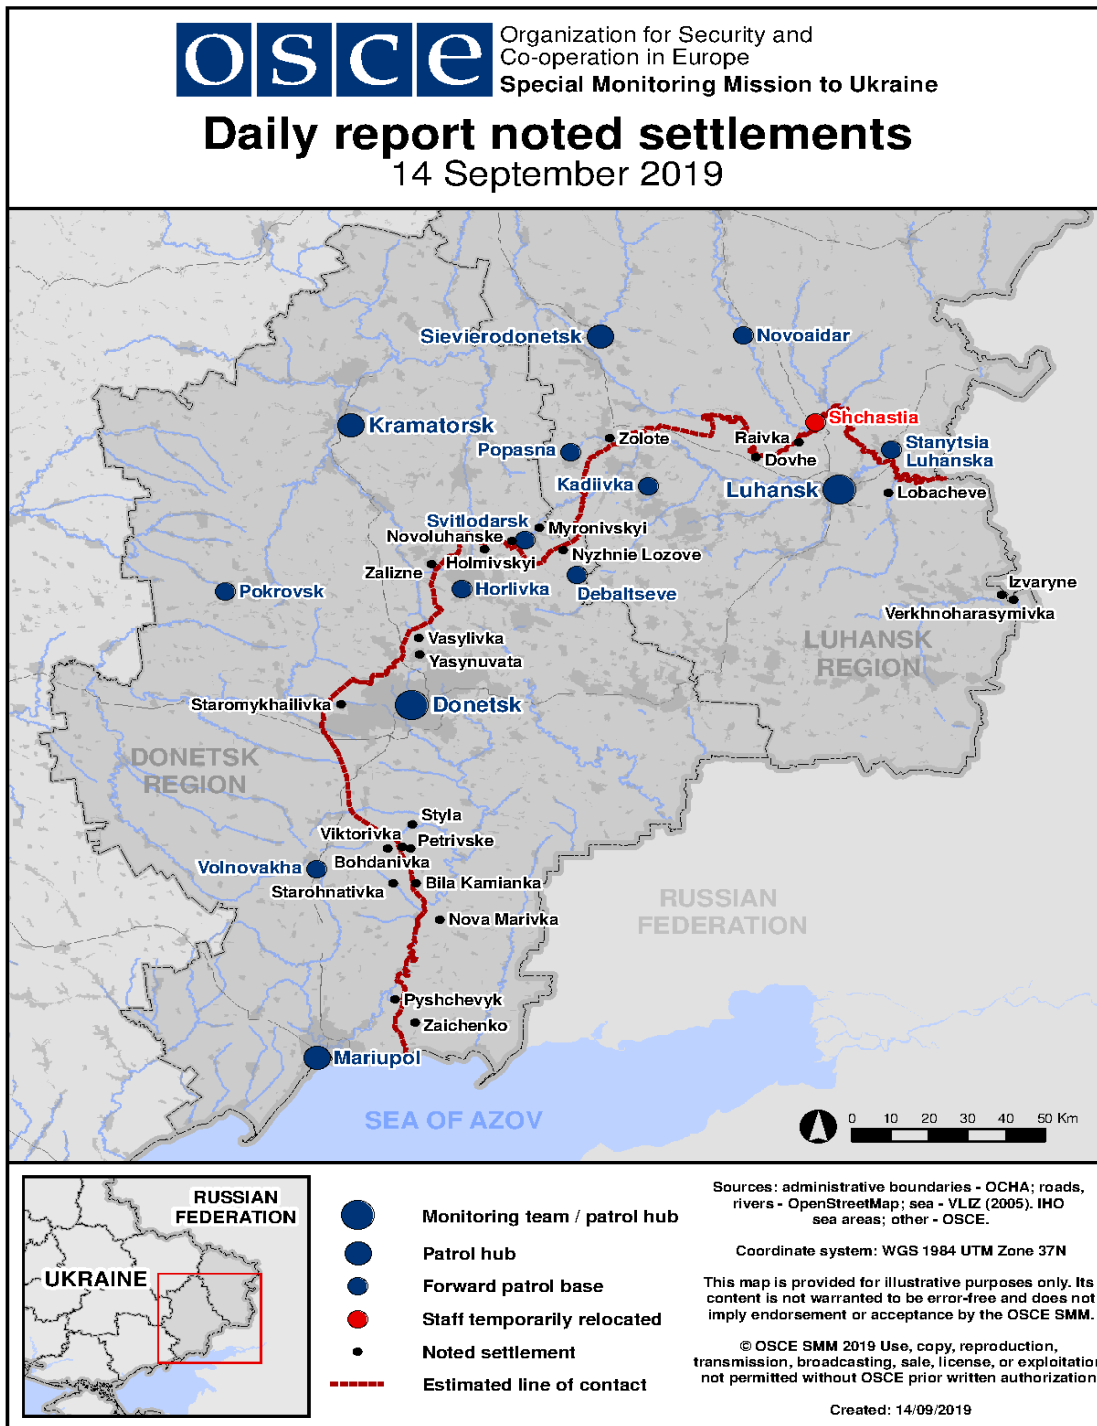 osce
Organization for Security and
Co-operation in Europe
Special Monitoring Mission to Ukraine
Daily report noted settlements
14 September 2019
Sievierodonetsk
Novoaidar
Kramatorsk
Shchastia
Zolote
Raivka
Popasna
Dovhe
Stanytsia
Luhanska
Kadiivka
Luhansk
Lobacheve
Svitlodarsk
Myronivskyi
Novoluhanske
Holmivskyi
Nyzhnie Lozove
Zalizne
Pokrovsk
Horlivka
Debaltseve
Izvaryne
Verkhnoharasymivka
Vasylivka
Yasynuvata
LUHANSK
REGION
Staromykhailivka
Donetsk
DONETSK
REGION
Styla
Viktorivka
Petrivske
Bohdanivka
Volnovakha
Starohnativka
Bila Kamianka
Nova Marivka
RUSSIAN
FEDERATION
Pyshchevyk
Zaichenko
Mariupol
SEA OF AZOV
0 10 20 30 40 50 Km
RUSSIAN
FEDERATION
UKRAINE
Monitoring team / patrol hub
Patrol hub
Forward patrol base
Staff temporarily relocated
Noted settlement
Estimated line of contact
Sources: administrative boundaries - OCHA; roads,
rivers - OpenStreetMap; sea - VLIZ (2005). IHO
sea areas; other - OSCE.
Coordinate system: WGS 1984 UTM Zone 37N
This map is provided for illustrative purposes only. Its
content is not warranted to be error-free and does not
imply endorsement or acceptance by the OSCE SMM.
© OSCE SMM 2019 Use, copy, reproduction,
transmission, broadcasting, sale, license, or exploitation
not permitted without OSCE prior written authorization
Created: 14/09/2019